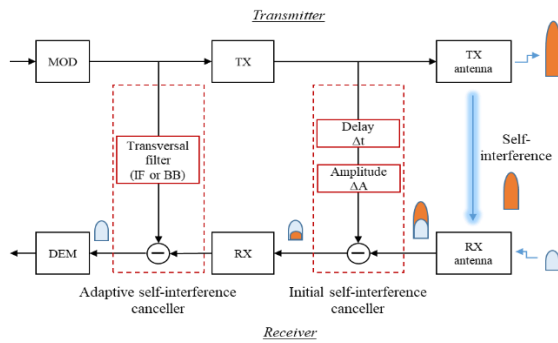 Transmitter
MOD
TX
TX
antenna
Delay
Δt
Transversal
filter
(IF or BB)
Self-
interference
Amplitude
ΔA
DEM
RX
RX
antenna
Adaptive self-interference
canceller
Initial self-interference
canceller
Receiver